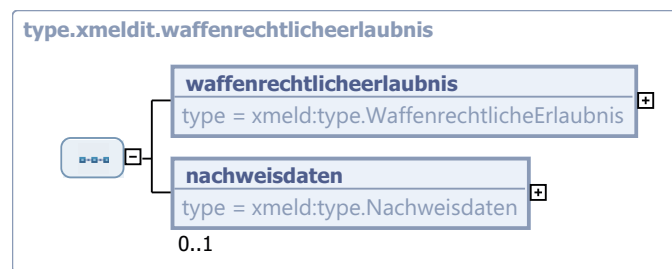 type.xmeldit.waffenrechtlicheerlaubnis
waffenrechtlicheerlaubnis
type = xmeld:type.WaffenrechtlicheErlaubnis
nachweisdaten
type = xmeld:type.Nachweisdaten
0..1